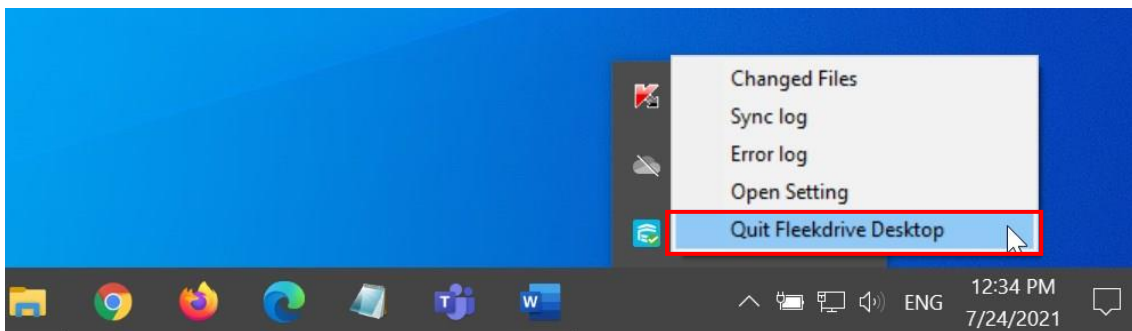 Changed Files
Sync log
Error log
Open Setting
Quit Fleekdrive Desktop
ENG
12:34 PM
7/24/2021